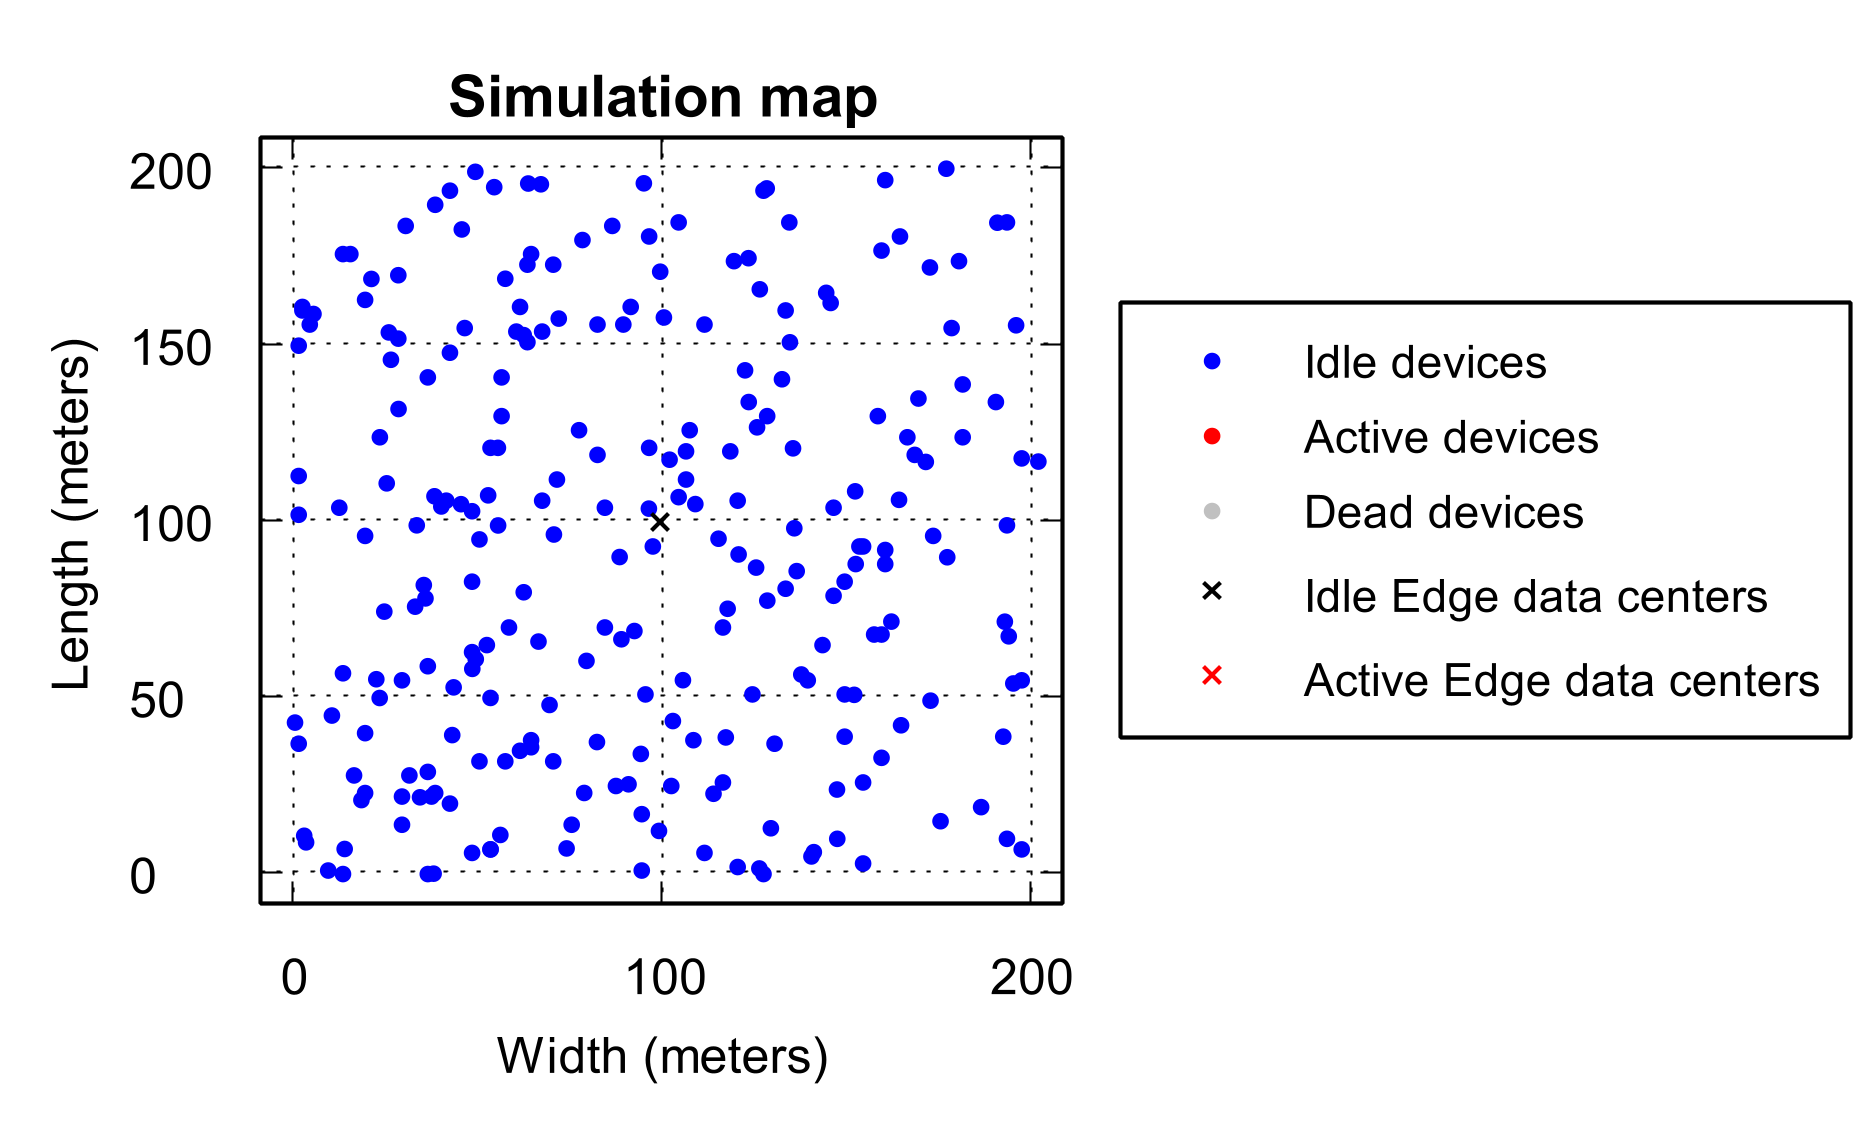 Simulation map
200
150
100
50
0
Length (meters)
0 100 200
Width (meters)
Idle devices
Active devices
Dead devices
Idle Edge data centers
Active Edge data centers